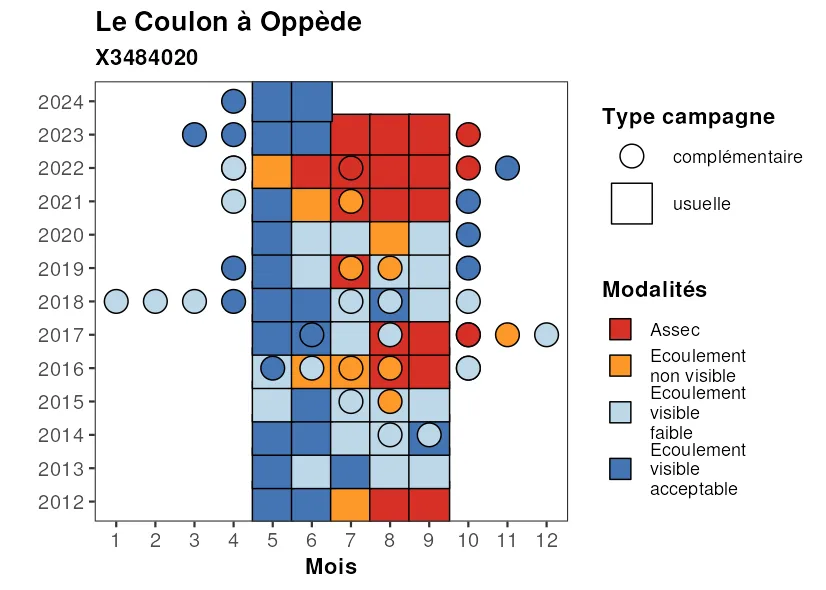 Le Coulon à Oppède
X3484020
2024
2023
2022
2021
2020
2019
2018
2017
2016
2015
2014
2013
2012
1 2 3 4 5 6 7 8 9 10 11 12
Mois
Type campagne
complémentaire
usuelle
Modalités
Assec
Ecoulement
non visible
Ecoulement
visible
faible
Ecoulement
visible
acceptable